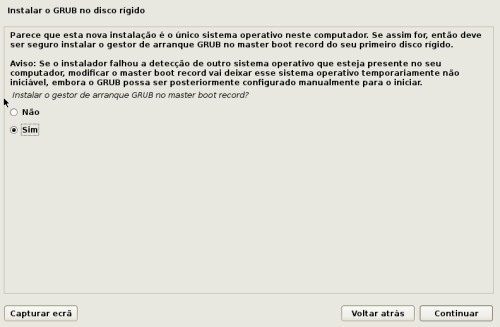 Instalar o GRUB no disco rígido
Parece que esta nova instalação é o único sistema operativo neste computador. Se assim for, então deve
ser seguro instalar o gestor de arranque GRUB no master boot record do seu primeiro disco rígido.
Aviso: Se o instalador falhou a detecção de outro sistema operativo que esteja presente no seu
computador, modificar o master boot record vai deixar esse sistema operativo temporariamente não
iniciável, embora o GRUB possa ser posteriormente configurado manualmente para o iniciar.
Instalar o gestor de arranque GRUB no master boot record?
Não
Sim
Capturar ecrã
Voltar atrás
Continuar